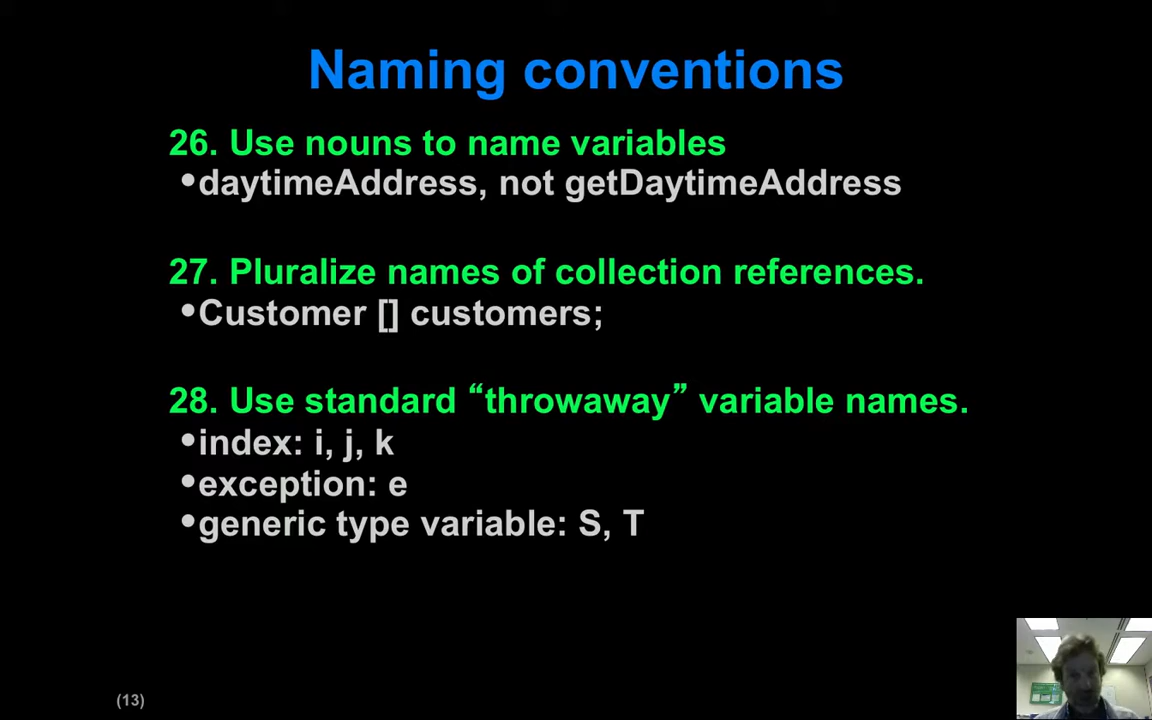 Naming conventions
26. Use nouns to name variables
•daytimeAddress, not getDaytimeAddress
27. Pluralize names of collection references.
•Customer [] customers;
28. Use standard “throwaway” variable names.
•index: i, j, k
•exception: e
•generic type variable: S, T
(13)